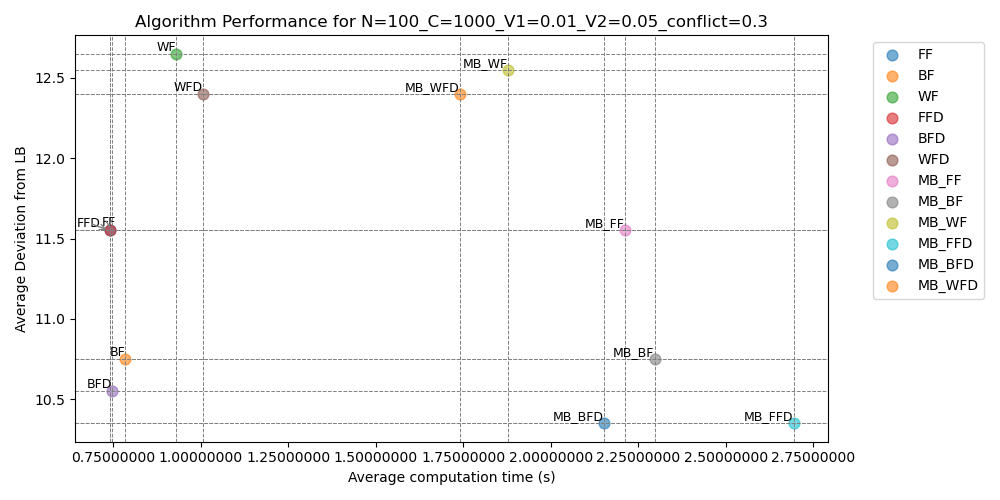 Algorithm Performance for N=100_C=1000_V1=0.01_V2=0.05_conflict=0.3
Average Deviation from LB
12.5
12.0
11.5
11.0
10.5
WF
MB_WF
WFD
MB_WFD
FFD
FF
MB_FF
BF
MB_BF
BFD
MB_BFD
MB_FFD
0.75000000
1.00000000
1.25000000
1.50000000
1.75000000
2.00000000
2.25000000
2.50000000
2.75000000
Average computation time (s)
FF
BF
WF
FFD
BFD
WFD
MB_FF
MB_BF
MB_WF
MB_FFD
MB_BFD
MB_WFD